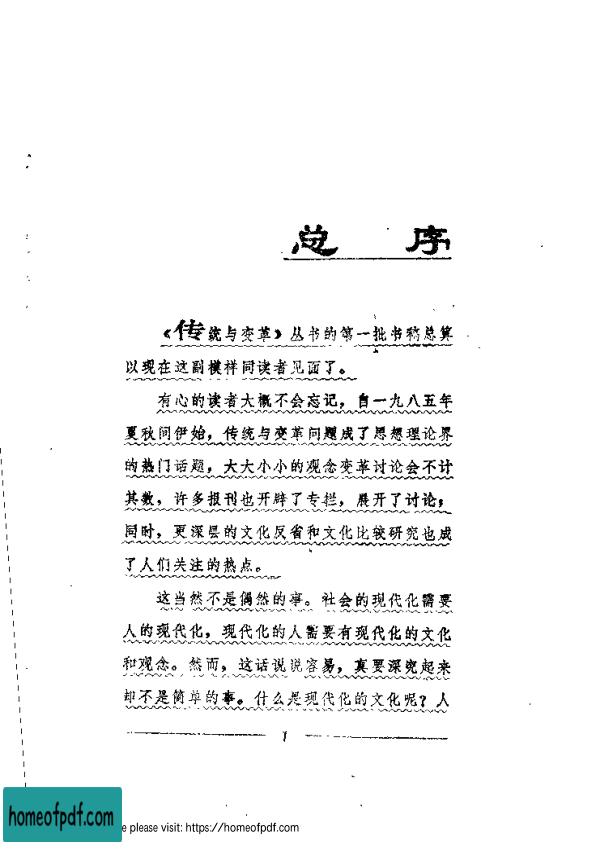 总 序
《传统与变革》丛书的第一批书稿总算
以现在这副模样同读者见面了。
有心的读者大概不会忘记，自一九八五年
夏秋间伊始，传统与变革问题成了思想理论界
的热门话题，大大小小的观念变革讨论会不计
其数，许多报刊也开辟了专栏，展开了讨论；
同时，更深层的文化反省和文化比较研究也成
了人们关注的热点。
这当然不是偶然的事。社会的现代化需要
人的现代化，现代化的人需要有现代化的文化
和观念。然而，这话说说容易，真要深究起来
却不是简单的事。什么是现代化的文化呢？人
1
homeofpdf.com
e please visit: https://homeofpdf.com